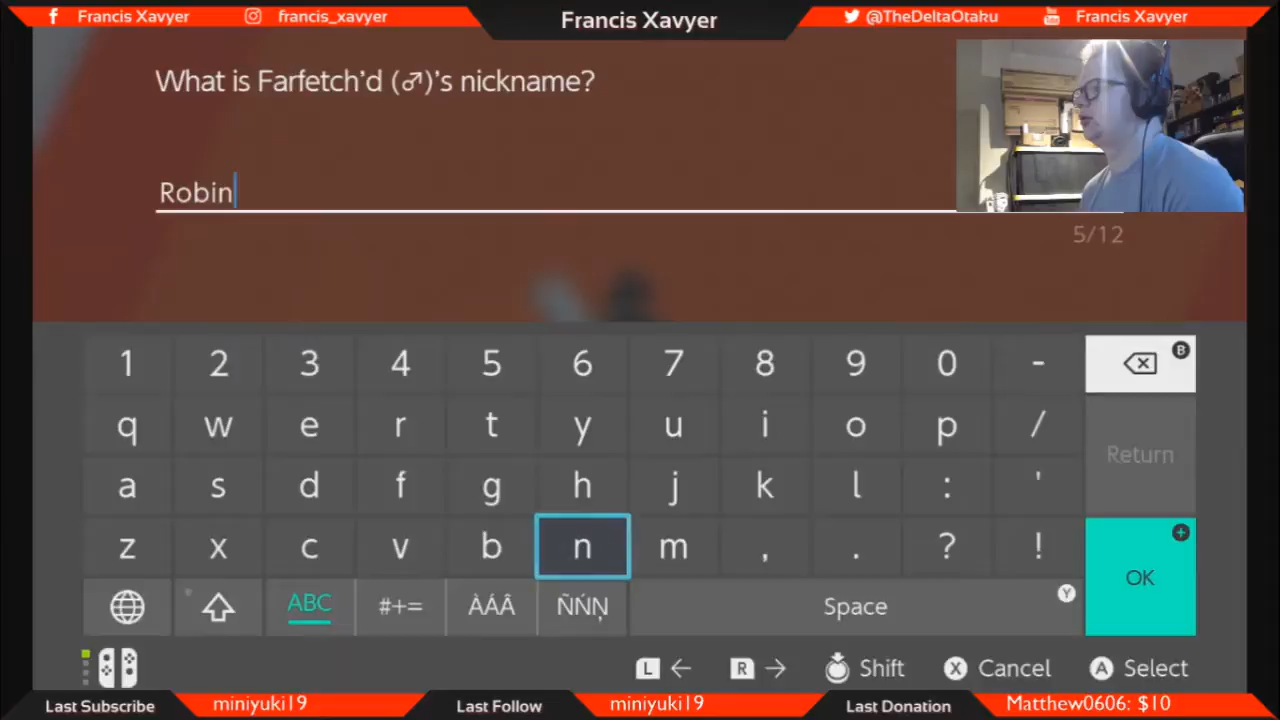 Francis Xavyer francis_xavyer Francis Xavyer @TheDeltaOtaku Francis Xavyer
What is Farfetch'd (♂)'s nickname?
Robin
5/12
1 2 3 4 5 6 7 8 9 0 - B
q w e r t y u i o p / Return
a s d f g h j k l : '
z x c v b n m , . ? ! + OK
ABC #+= ÀÁÂ ÑŃŅ Space Y
L ← R → Shift X Cancel A Select
Last Subscribe miniyuki19 Last Follow miniyuki19 Last Donation Matthew0606: $10